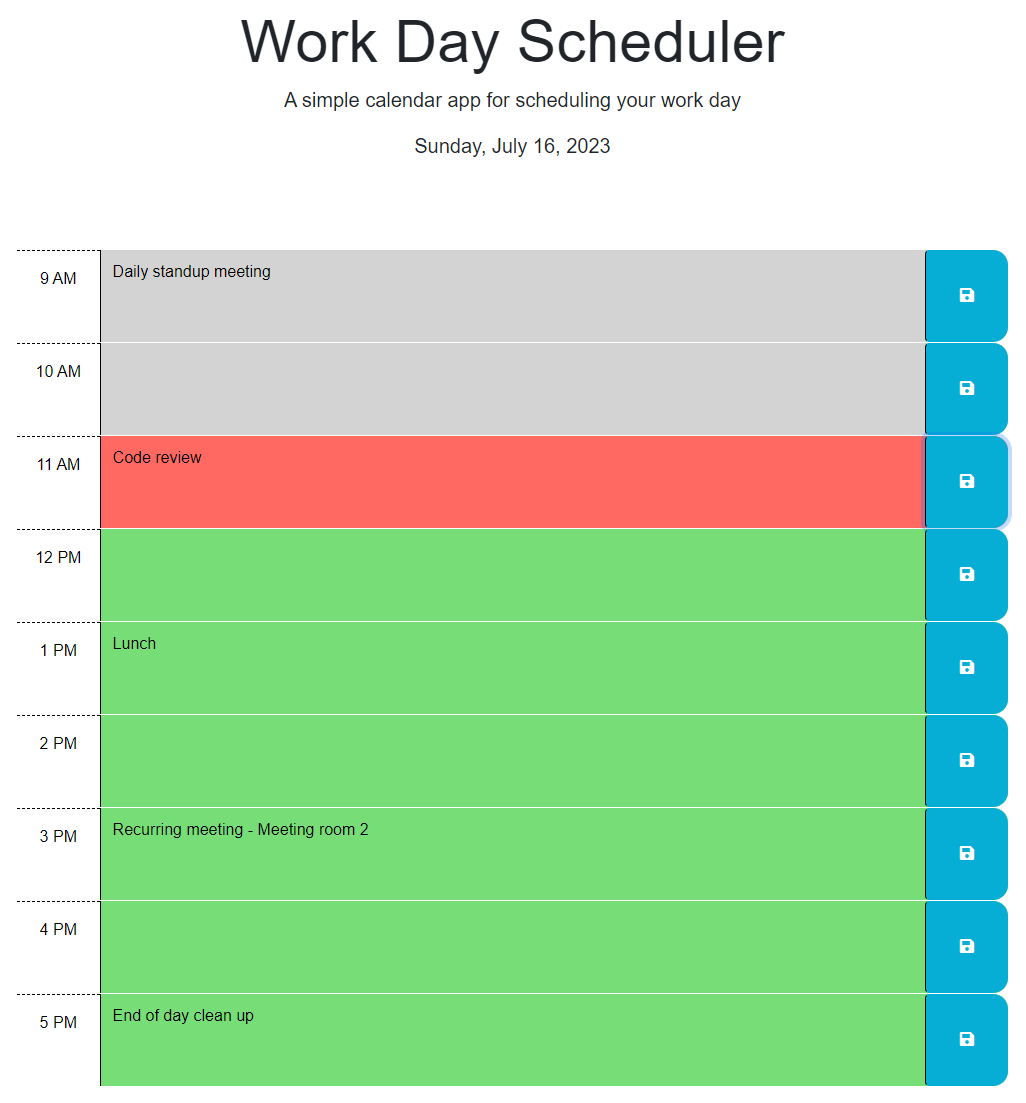 Work Day Scheduler
A simple calendar app for scheduling your work day
Sunday, July 16, 2023
9 AM Daily standup meeting
10 AM
11 AM Code review
12 PM
1 PM Lunch
2 PM
3 PM Recurring meeting - Meeting room 2
4 PM
5 PM End of day clean up